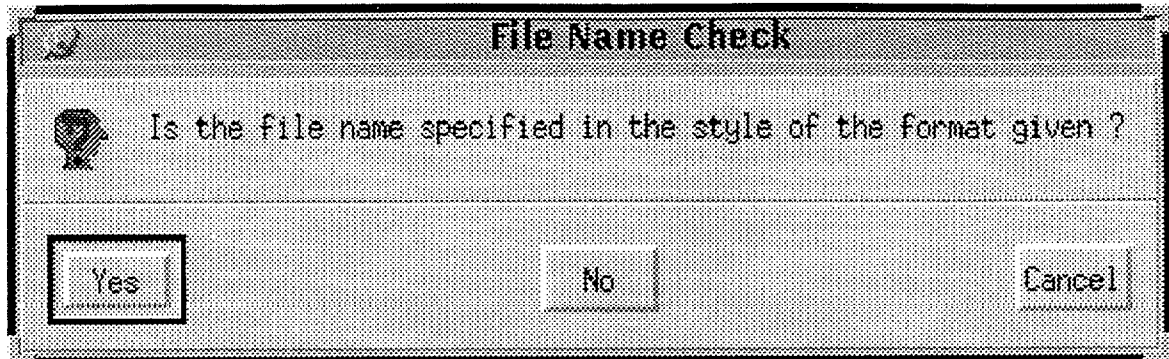 File Name Check
Is the file name specified in the style of the format given ?
Yes
No
Cancel